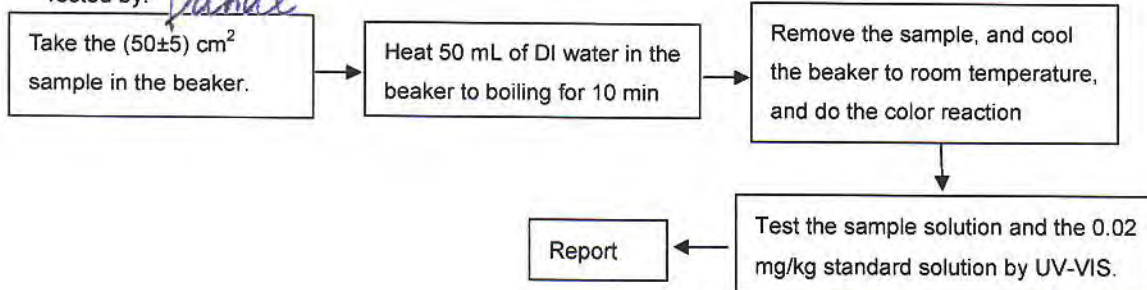 Tested by:
Take the (50±5) cm²
sample in the beaker.
Heat 50 mL of DI water in the
beaker to boiling for 10 min
Remove the sample, and cool
the beaker to room temperature,
and do the color reaction
Test the sample solution and the 0.02
mg/kg standard solution by UV-VIS.
Report